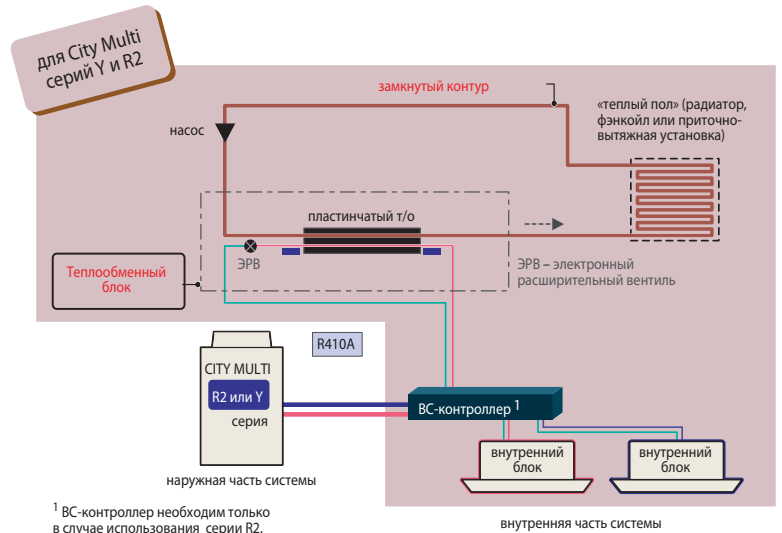 для City Multi
серий Y и R2
замкнутый контур
«теплый пол» (радиатор,
фэнкойл или приточно-
вытяжная установка)
насос
пластинчатый т/о
ЭРВ
ЭРВ – электронный
расширительный вентиль
Теплообменный
блок
R410A
CITY MULTI
R2 или Y
серия
BC-контроллер 1
внутренний
блок
внутренний
блок
наружная часть системы
1 BC-контроллер необходим только
в случае использования серии R2.
внутренняя часть системы